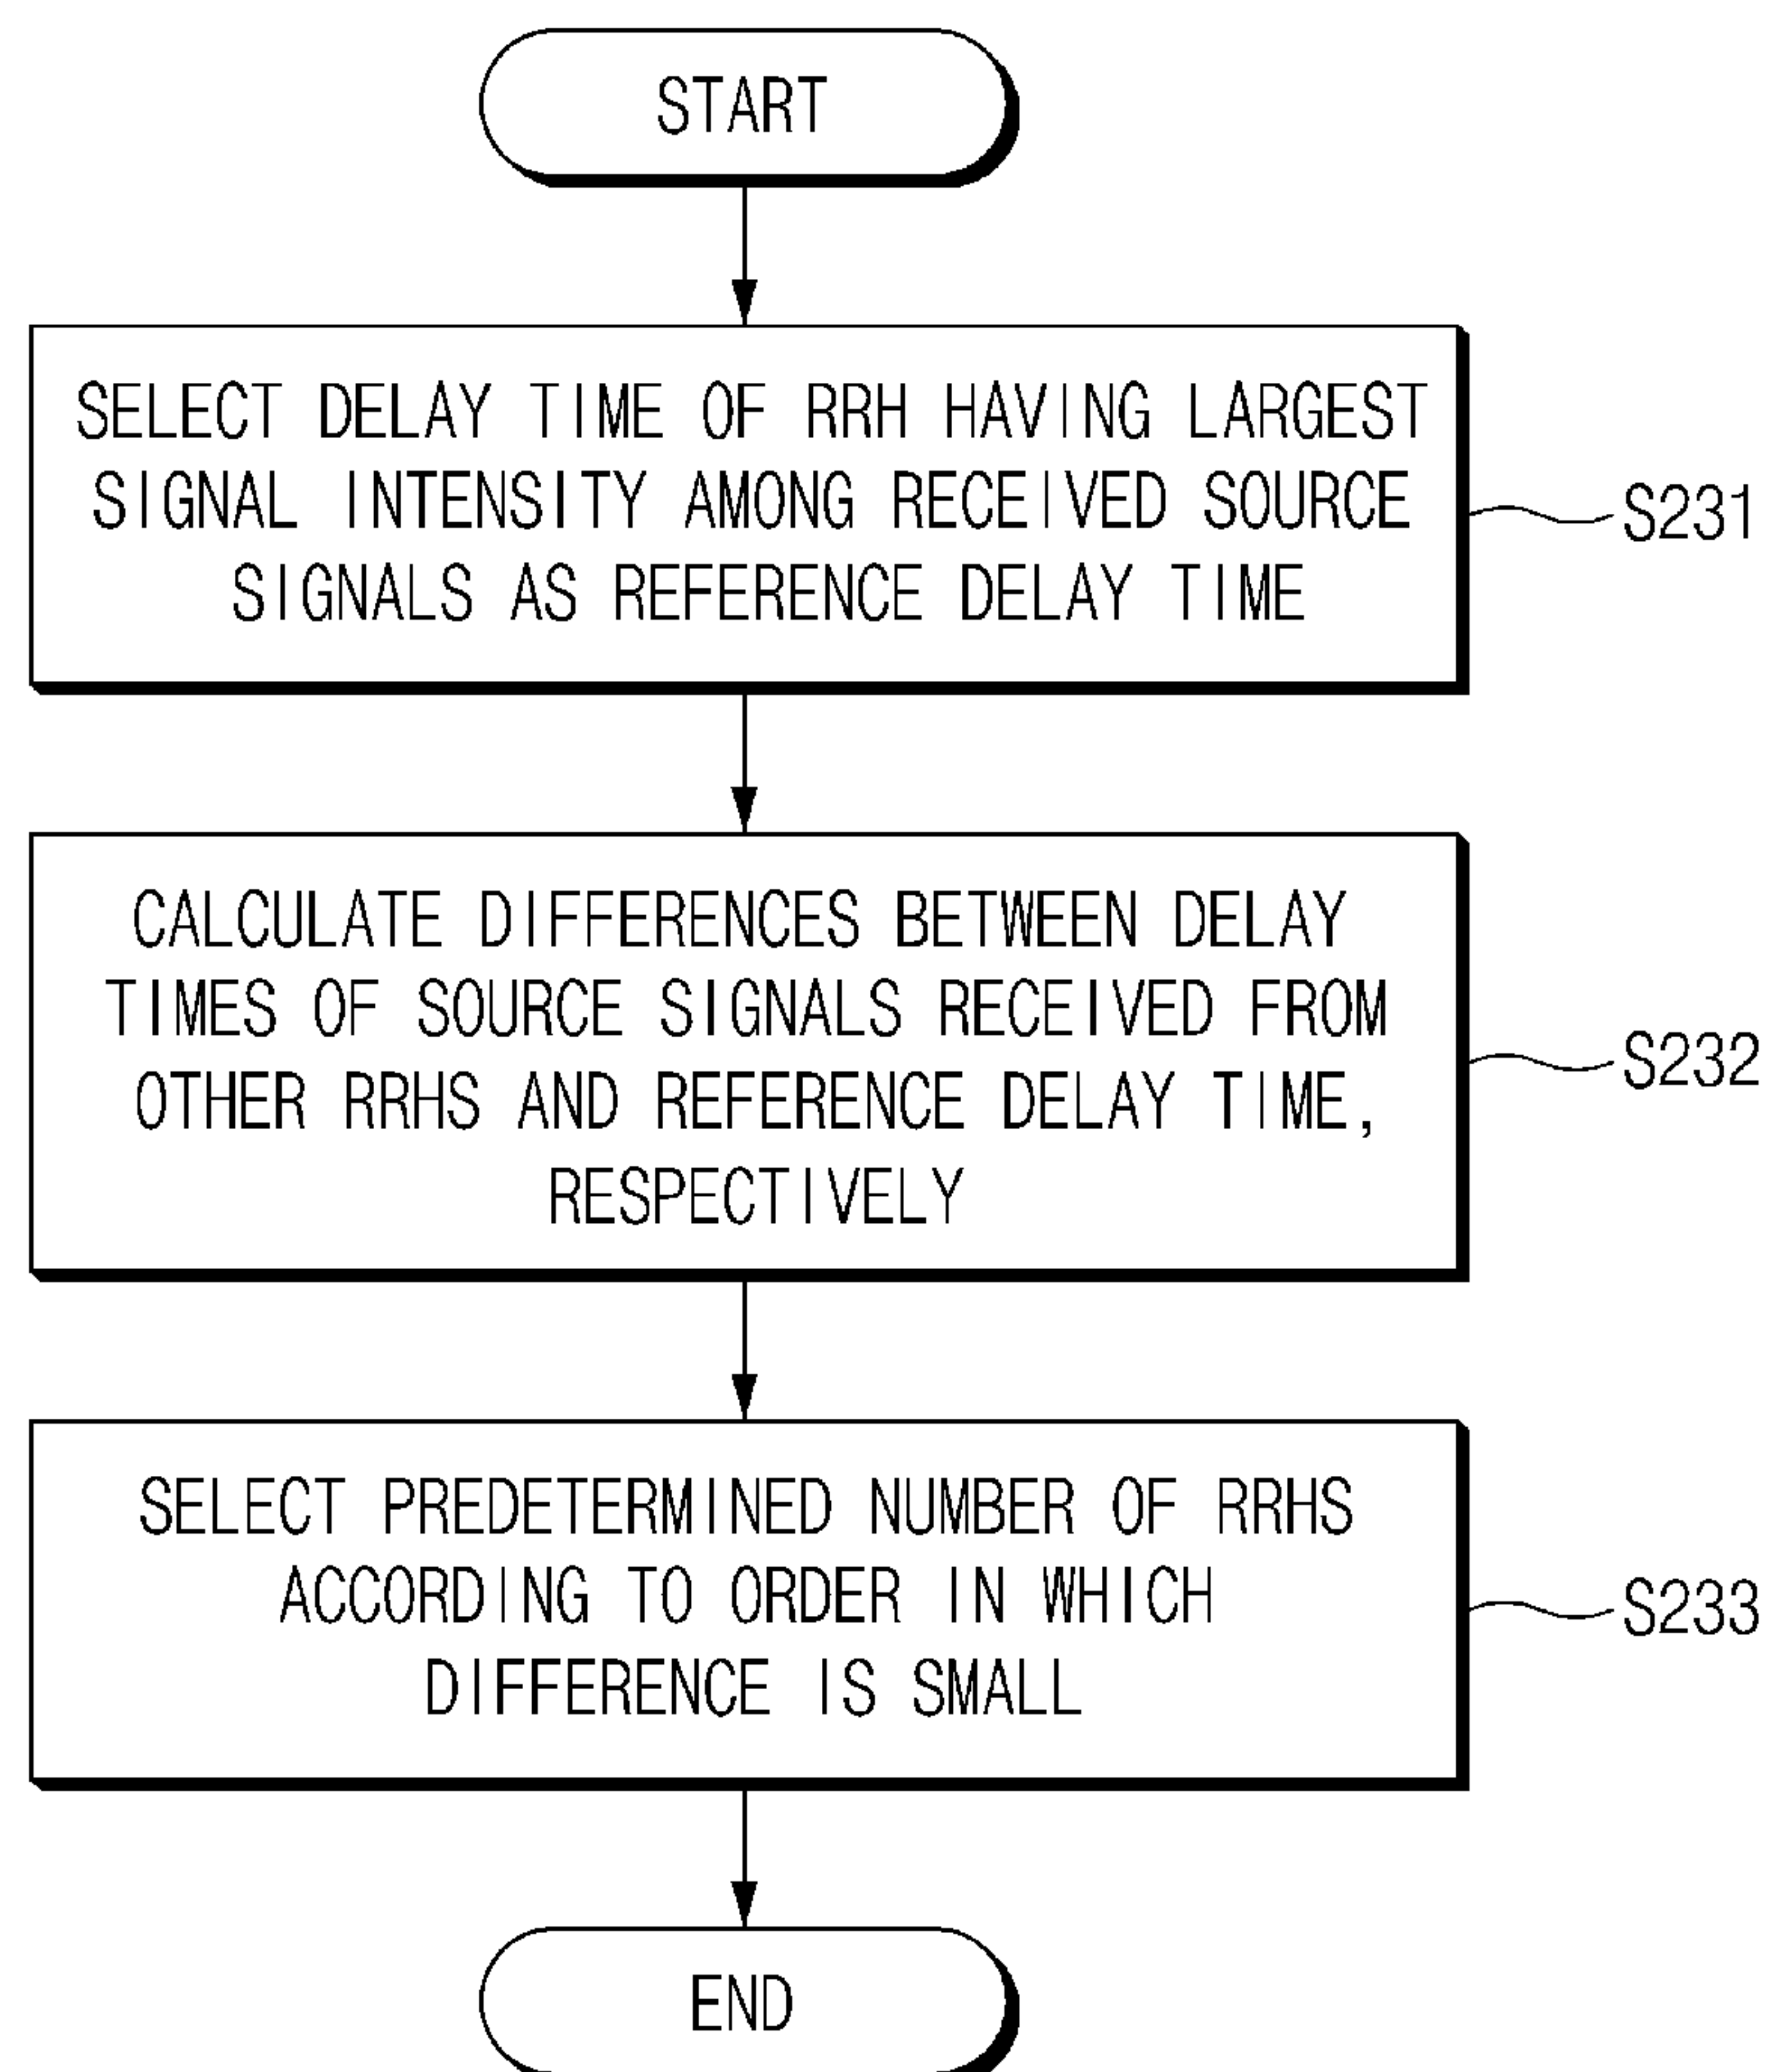 START
SELECT DELAY TIME OF RRH HAVING LARGEST
SIGNAL INTENSITY AMONG RECEIVED SOURCE
SIGNALS AS REFERENCE DELAY TIME
S231
CALCULATE DIFFERENCES BETWEEN DELAY
TIMES OF SOURCE SIGNALS RECEIVED FROM
OTHER RRHS AND REFERENCE DELAY TIME,
RESPECTIVELY
S232
SELECT PREDETERMINED NUMBER OF RRHS
ACCORDING TO ORDER IN WHICH
DIFFERENCE IS SMALL
S233
END